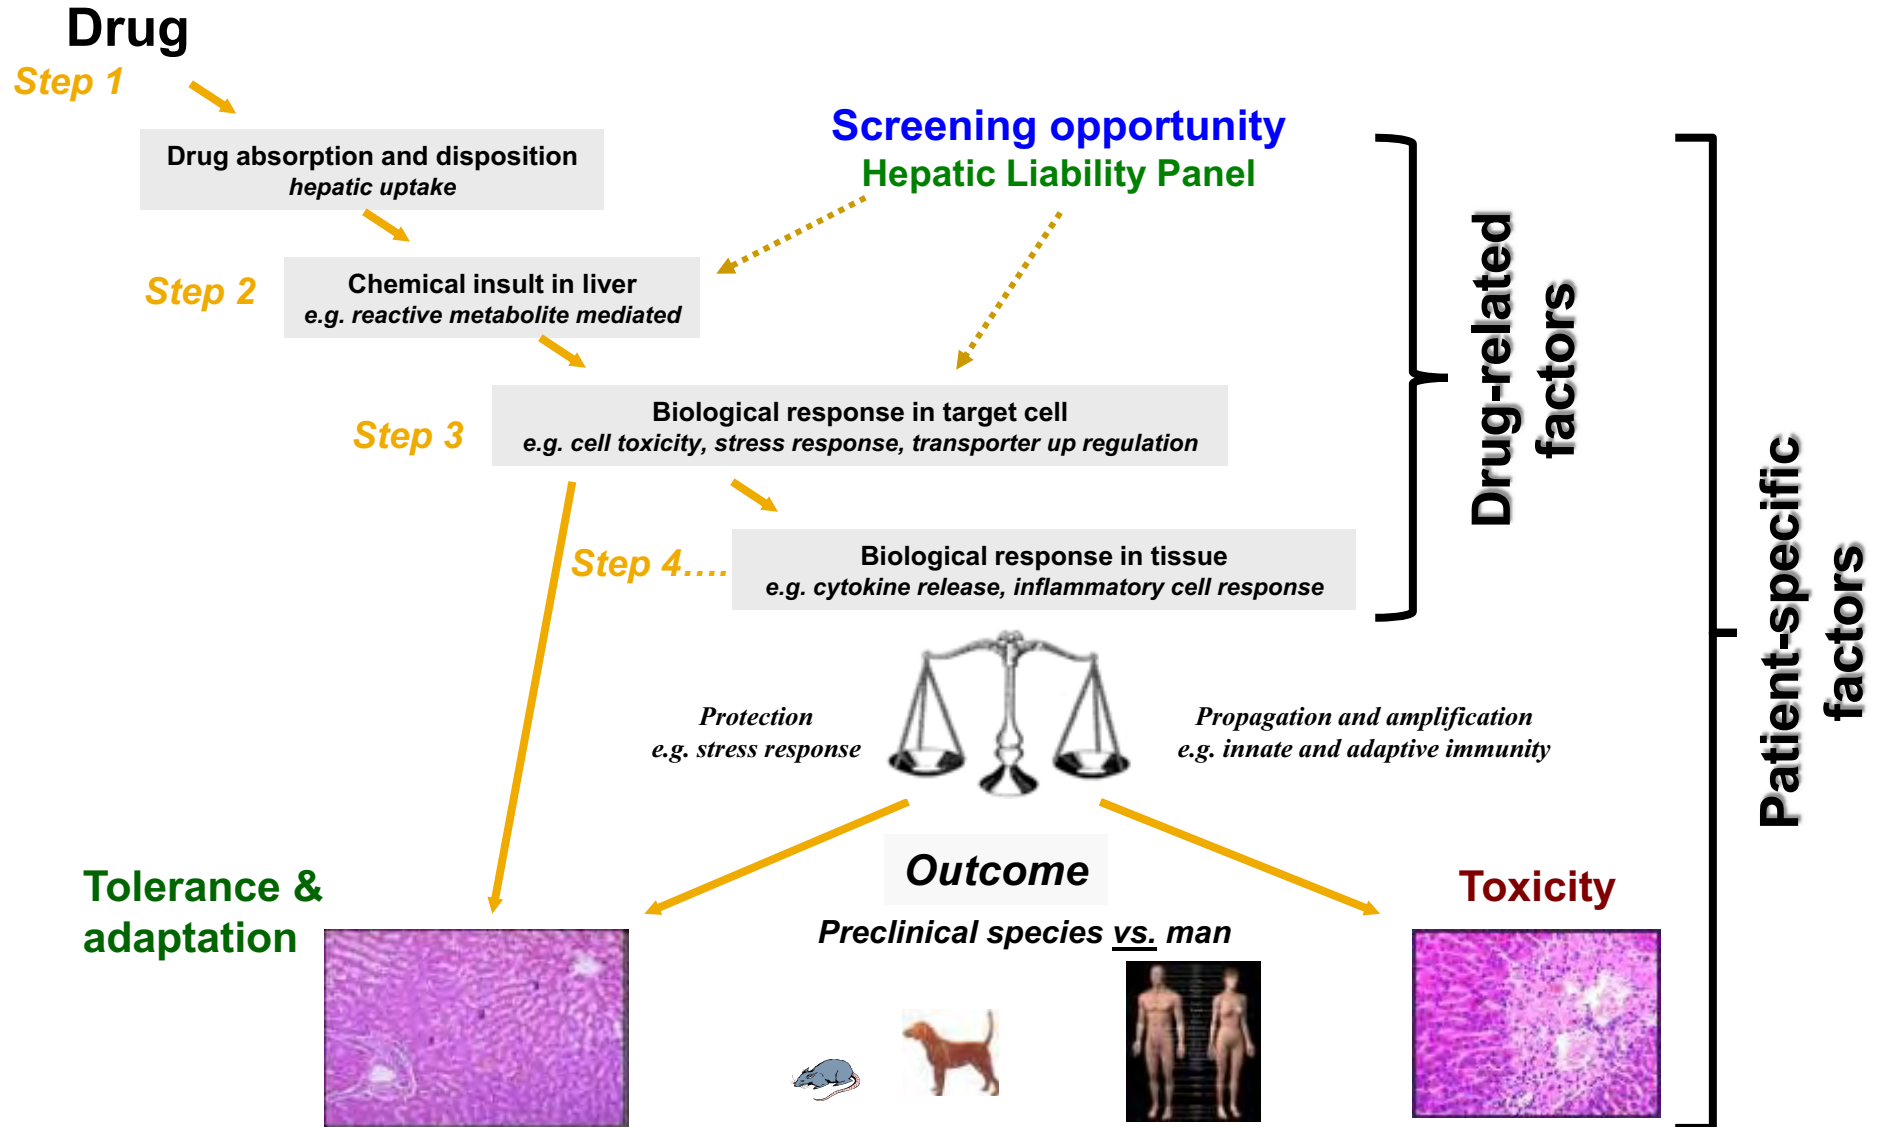 Drug
Step 1
Drug absorption and disposition
hepatic uptake
Screening opportunity
Hepatic Liability Panel
Step 2
Chemical insult in liver
e.g. reactive metabolite mediated
Step 3
Biological response in target cell
e.g. cell toxicity, stress response, transporter up regulation
Step 4....
Biological response in tissue
e.g. cytokine release, inflammatory cell response
Drug-related
factors
Patient-specific
factors
Protection
e.g. stress response
Propagation and amplification
e.g. innate and adaptive immunity
Outcome
Tolerance &
adaptation
Toxicity
Preclinical species vs. man